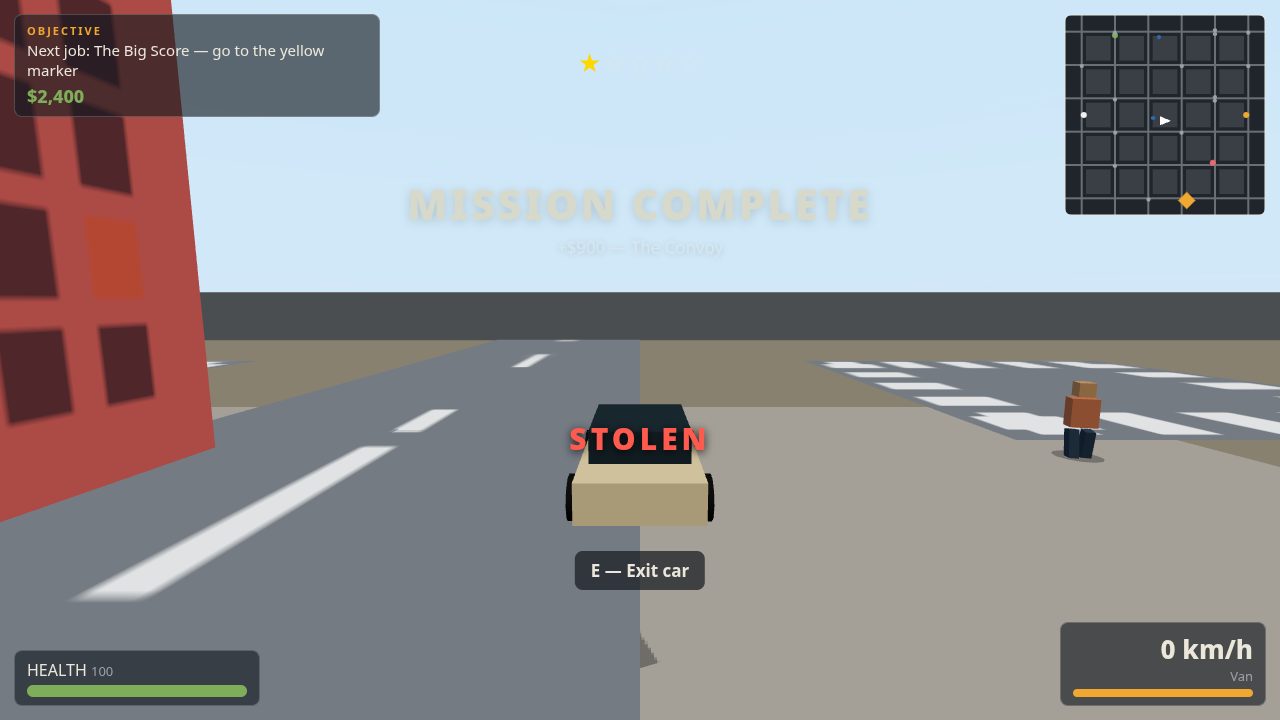 OBJECTIVE
Next job: The Big Score — go to the yellow
marker
$2,400
★
MISSION COMPLETE
+$900 — The Convoy
STOLEN
E — Exit car
HEALTH 100
0 km/h
Van